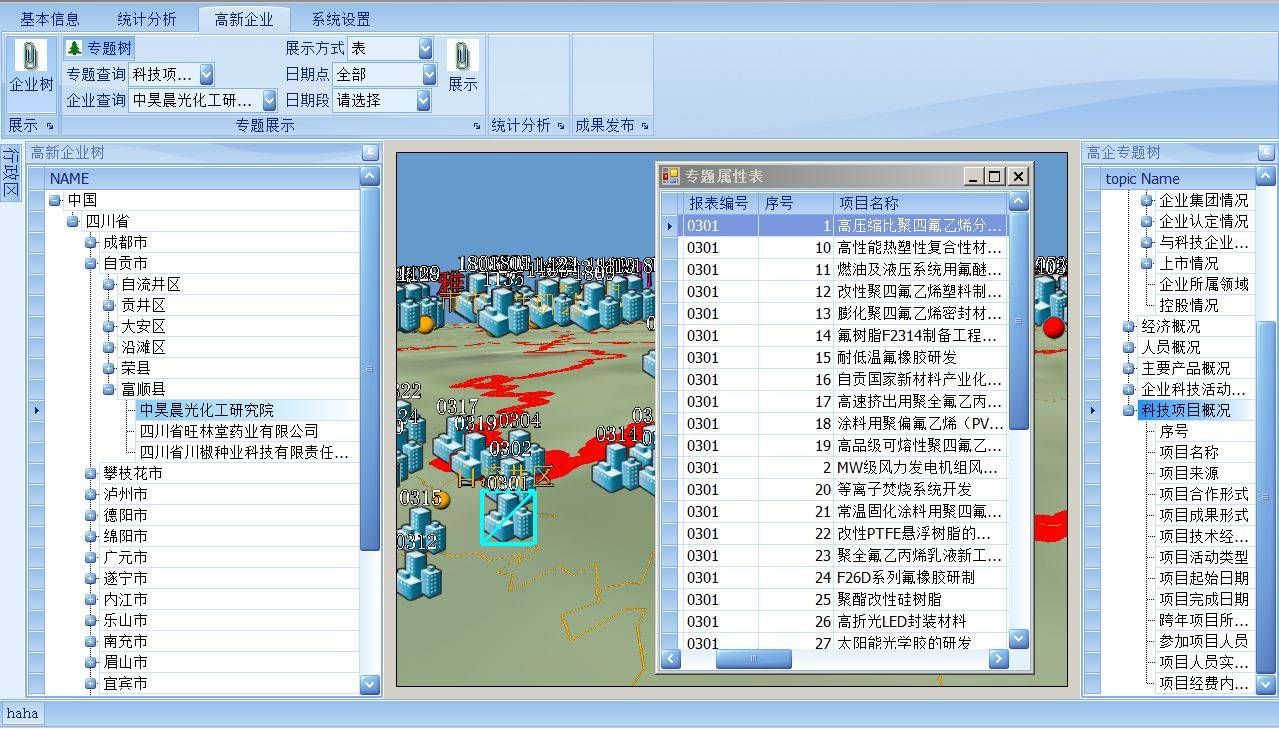 基本信息 统计分析 高新企业 系统设置
企业树
展示
专题树
专题查询 科技项...
企业查询 中昊晨光化工研...
展示方式 表
日期点 全部
日期段 请选择
展示
专题展示
统计分析
成果发布
行政区
高新企业树
NAME
中国
四川省
成都市
自贡市
自流井区
贡井区
大安区
沿滩区
荣县
富顺县
中昊晨光化工研究院
四川省旺林堂药业有限公司
四川省川椒种业科技有限责任...
攀枝花市
泸州市
德阳市
绵阳市
广元市
遂宁市
内江市
乐山市
南充市
眉山市
宜宾市
1135
0317
0319
0304
0302
0301
0315
0312
0314
专题属性表
报表编号 序号 项目名称
0301 1 高压缩比聚四氟乙烯分...
0301 10 高性能热塑性复合性材...
0301 11 燃油及液压系统用氟醚...
0301 12 改性聚四氟乙烯塑料制...
0301 13 膨化聚四氟乙烯密封材...
0301 14 氟树脂F2314制备工程...
0301 15 耐低温氟橡胶研发
0301 16 自贡国家新材料产业化...
0301 17 高速挤出用聚全氟乙丙...
0301 18 涂料用聚偏氟乙烯（PV...
0301 19 高品级可熔性聚四氟乙...
0301 2 MW级风力发电机组风...
0301 20 等离子焚烧系统开发
0301 21 常温固化涂料用聚四氟...
0301 22 改性PTFE悬浮树脂的...
0301 23 聚全氟乙丙烯乳液新工...
0301 24 F26D系列氟橡胶研制
0301 25 聚酯改性硅树脂
0301 26 高折光LED封装材料
0301 27 太阳能光学胶的研发
高企专题树
topic Name
企业集团情况
企业认定情况
与科技企业...
上市情况
企业所属领域
控股情况
经济概况
人员概况
主要产品概况
企业科技活动...
科技项目概况
序号
项目名称
项目来源
项目合作形式
项目成果形式
项目技术经...
项目活动类型
项目起始日期
项目完成日期
跨年项目所...
参加项目人员
项目人员实...
项目经费内...
haha